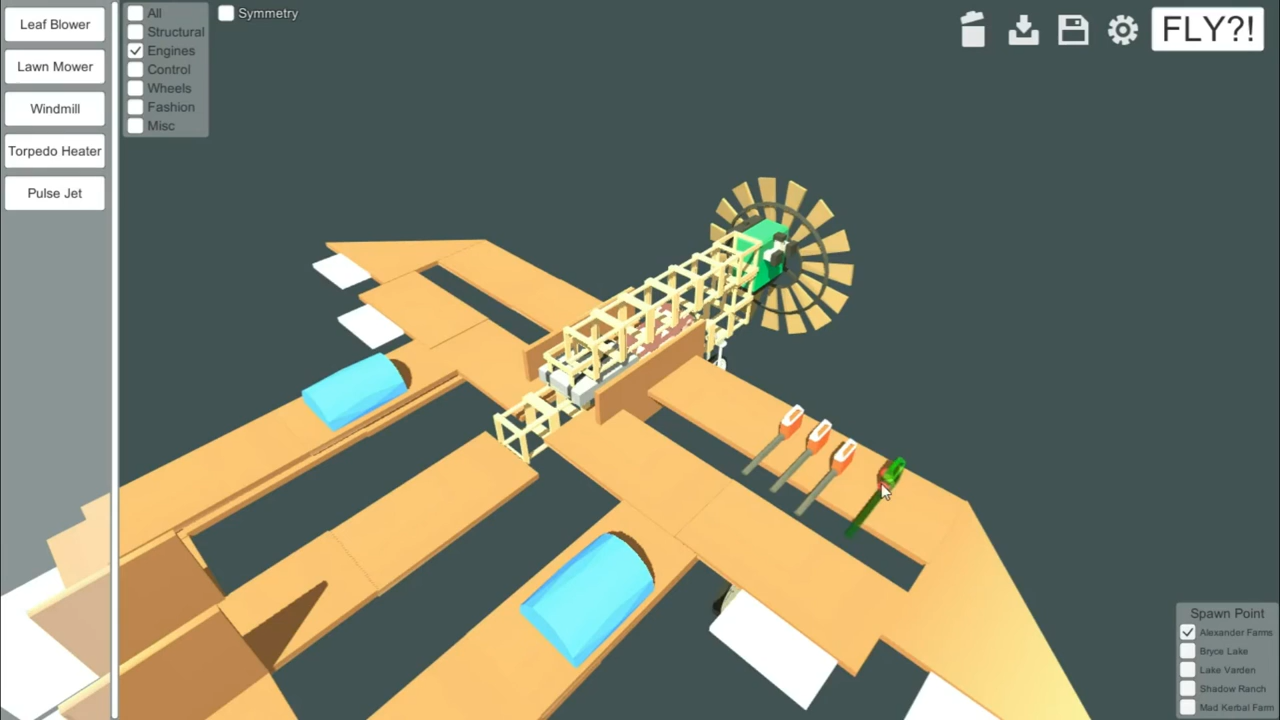 Leaf Blower
Lawn Mower
Windmill
Torpedo Heater
Pulse Jet
All
Structural
Engines
Control
Wheels
Fashion
Misc
Symmetry
FLY?!
Spawn Point
Alexander Farms
Bryce Lake
Lake Varden
Shadow Ranch
Mad Kerbal Farm